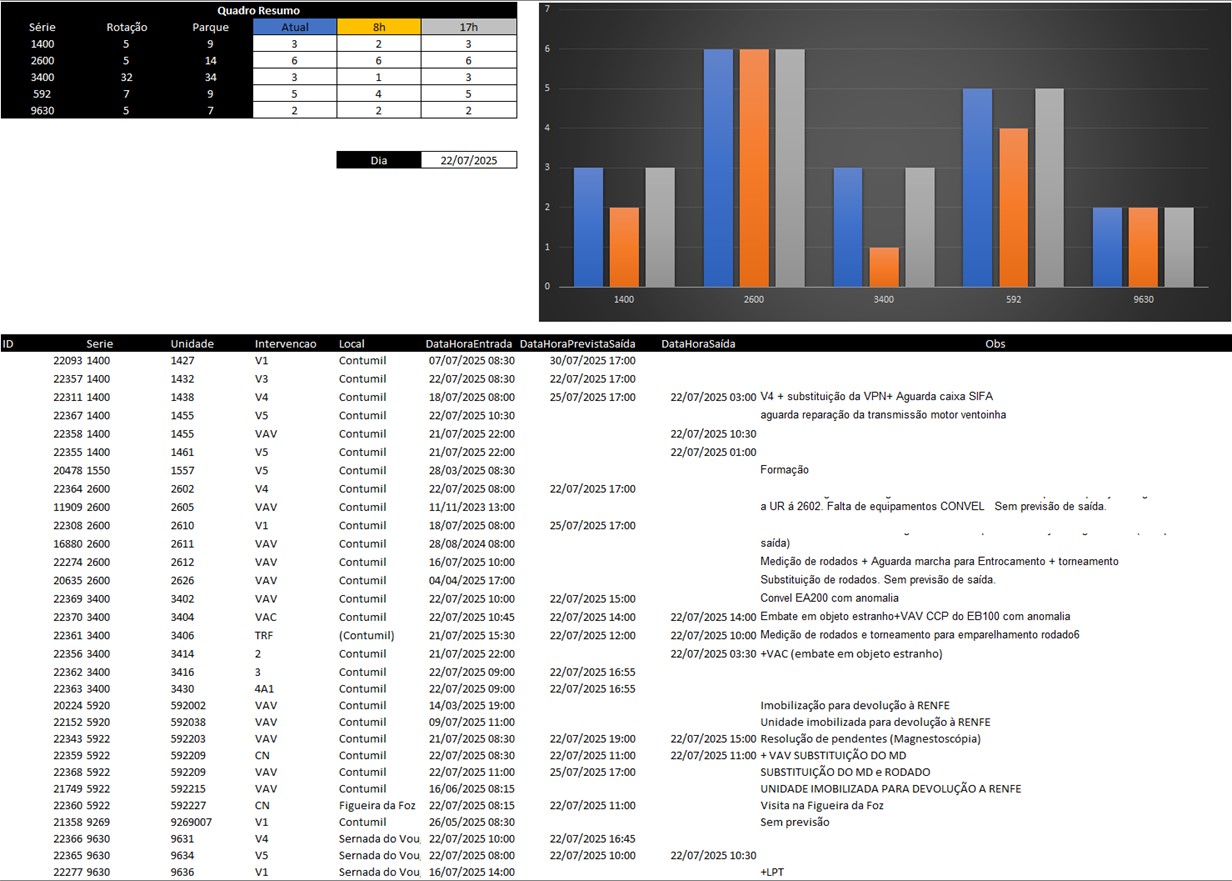 Quadro Resumo
Série Rotação Parque Atual 8h 17h
1400 5 9 3 2 3
2600 5 14 6 6 6
3400 32 34 3 1 3
592 7 9 5 4 5
9630 5 7 2 2 2
Dia 22/07/2025
7
6
5
4
3
2
1
0
1400 2600 3400 592 9630
ID Serie Unidade Intervencao Local DataHoraEntrada DataHoraPrevistaSaída DataHoraSaída Obs
22093 1400 1427 V1 Contumil 07/07/2025 08:30 30/07/2025 17:00
22357 1400 1432 V3 Contumil 22/07/2025 08:30 22/07/2025 17:00
22311 1400 1438 V4 Contumil 18/07/2025 08:00 25/07/2025 17:00 22/07/2025 03:00 V4 + substituição da VPN+ Aguarda caixa SIFA
22367 1400 1455 V5 Contumil 22/07/2025 10:30 aguarda reparação da transmissão motor ventoinha
22358 1400 1455 VAV Contumil 21/07/2025 22:00 22/07/2025 10:30
22355 1400 1461 V5 Contumil 21/07/2025 22:00 22/07/2025 01:00
20478 1550 1557 V5 Contumil 28/03/2025 08:30 Formação
22364 2600 2602 V4 Contumil 22/07/2025 08:00 22/07/2025 17:00
11909 2600 2605 VAV Contumil 11/11/2023 13:00 a UR á 2602. Falta de equipamentos CONVEL Sem previsão de saída.
22308 2600 2610 V1 Contumil 18/07/2025 08:00 25/07/2025 17:00
16880 2600 2611 VAV Contumil 28/08/2024 08:00 saída)
22274 2600 2612 VAV Contumil 16/07/2025 10:00 Medição de rodados + Aguarda marcha para Entrocamento + torneamento
20635 2600 2626 VAV Contumil 04/04/2025 17:00 Substituição de rodados. Sem previsão de saída.
22369 3400 3402 VAV Contumil 22/07/2025 10:00 22/07/2025 15:00 Convel EA200 com anomalia
22370 3400 3404 VAC Contumil 22/07/2025 10:45 22/07/2025 14:00 22/07/2025 14:00 Embate em objeto estranho+VAV CCP do EB100 com anomalia
22361 3400 3406 TRF (Contumil) 21/07/2025 15:30 22/07/2025 12:00 22/07/2025 10:00 Medição de rodados e torneamento para emparelhamento rodado6
22356 3400 3414 2 Contumil 21/07/2025 22:00 22/07/2025 03:30 +VAC (embate em objeto estranho)
22362 3400 3416 3 Contumil 22/07/2025 09:00 22/07/2025 16:55
22363 3400 3430 4A1 Contumil 22/07/2025 09:00 22/07/2025 16:55
20224 5920 592002 VAV Contumil 14/03/2025 19:00 Imobilização para devolução à RENFE
22152 5920 592038 VAV Contumil 09/07/2025 11:00 Unidade imobilizada para devolução à RENFE
22343 5922 592203 VAV Contumil 21/07/2025 08:30 22/07/2025 19:00 22/07/2025 15:00 Resolução de pendentes (Magnestoscópia)
22359 5922 592209 CN Contumil 22/07/2025 08:30 22/07/2025 11:00 22/07/2025 11:00 + VAV SUBSTITUIÇÃO DO MD
22368 5922 592209 VAV Contumil 22/07/2025 11:00 25/07/2025 17:00 SUBSTITUIÇÃO DO MD e RODADO
21749 5922 592215 VAV Contumil 16/06/2025 08:15 UNIDADE IMOBILIZADA PARA DEVOLUÇÃO A RENFE
22360 5922 592227 CN Figueira da Foz 22/07/2025 08:15 22/07/2025 11:00 Visita na Figueira da Foz
21358 9269 9269007 V1 Contumil 26/05/2025 08:30 Sem previsão
22366 9630 9631 V4 Sernada do Vou 22/07/2025 10:00 22/07/2025 16:45
22365 9630 9634 V5 Sernada do Vou 22/07/2025 08:00 22/07/2025 10:00 22/07/2025 10:30
22277 9630 9636 V1 Sernada do Vou 16/07/2025 14:00 +LPT